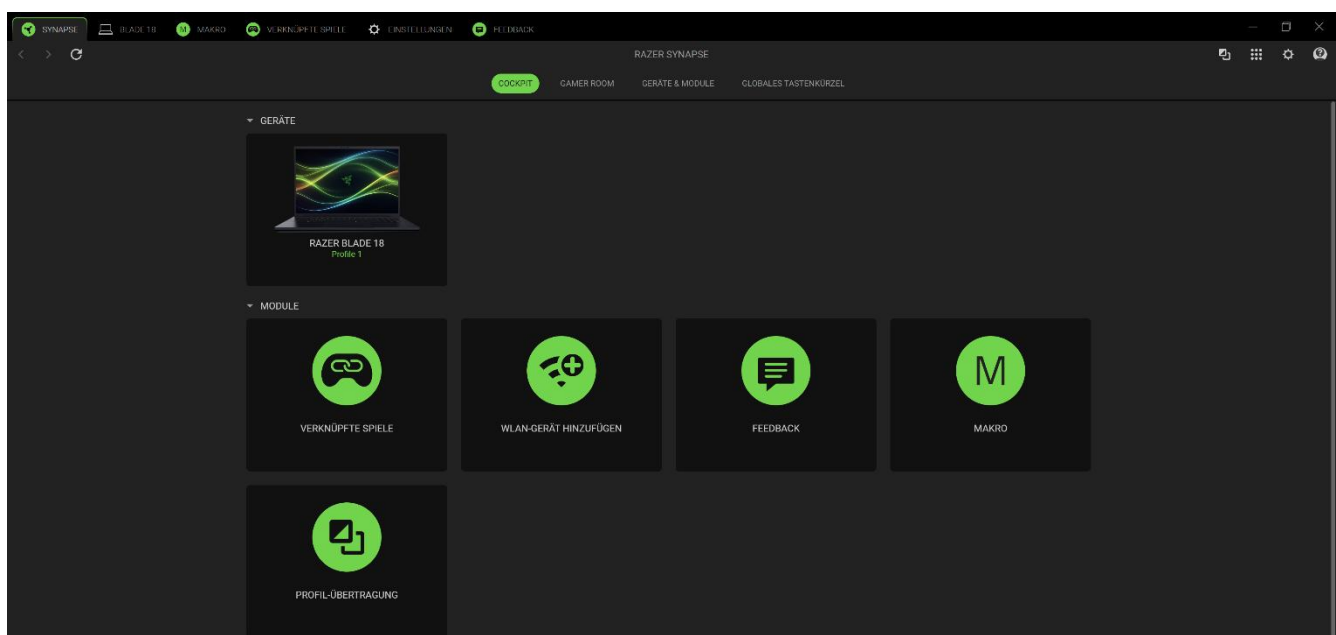 SYNAPSE BLADE 18 M MAKRO VERKNÜPFTE SPIELE EINSTELLUNGEN FEEDBACK
RAZER SYNAPSE
COCKPIT GAMER ROOM GERÄTE & MODULE GLOBALES TASTENKÜRZEL
GERÄTE
RAZER BLADE 18
Profile 1
MODULE
M
VERKNÜPFTE SPIELE WLAN-GERÄT HINZUFÜGEN FEEDBACK MAKRO
PROFIL-ÜBERTRAGUNG